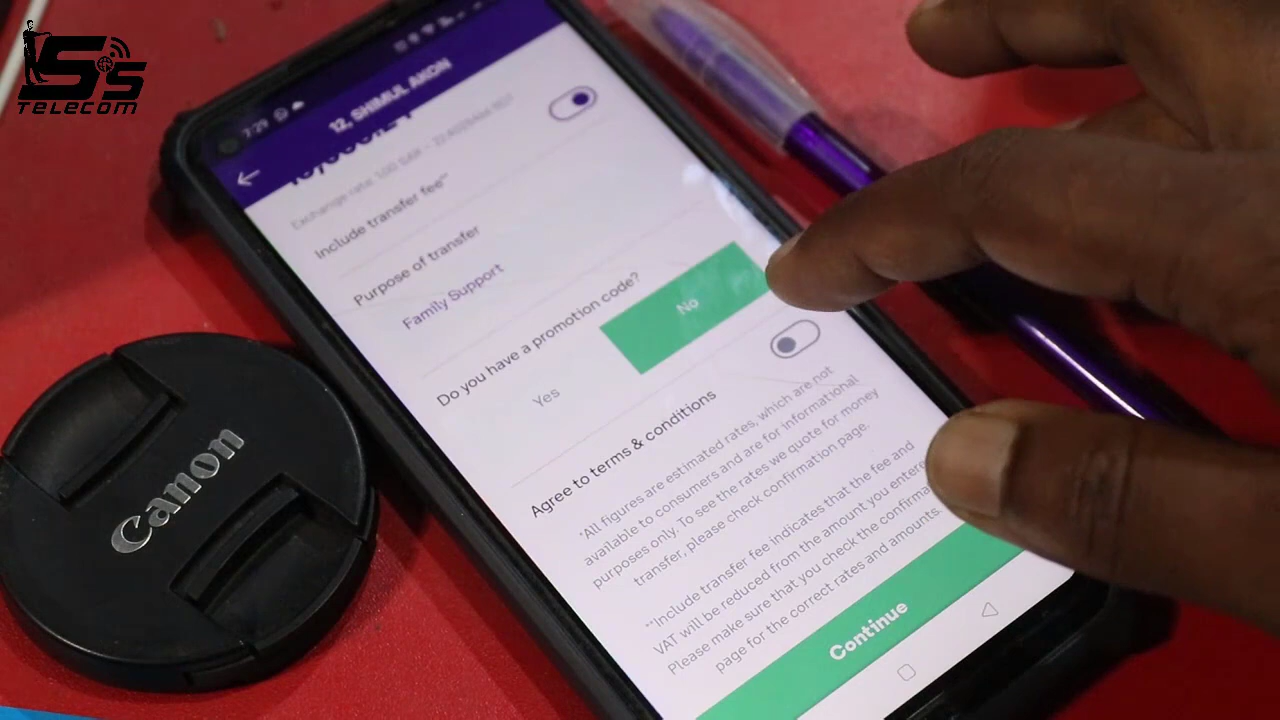 S's
TELECOM
7:29
12, SHIMUL AKON
Include transfer fee**
Purpose of transfer
Family Support
Do you have a promotion code?
Yes
No
Agree to terms & conditions
*All figures are estimated rates, which are not
available to consumers and are for informational
purposes only. To see the rates we quote for money
transfer, please check confirmation page.
**Include transfer fee indicates that the fee and
VAT will be reduced from the amount you entere
Please make sure that you check the confirma
page for the correct rates and amounts.
Continue
Canon